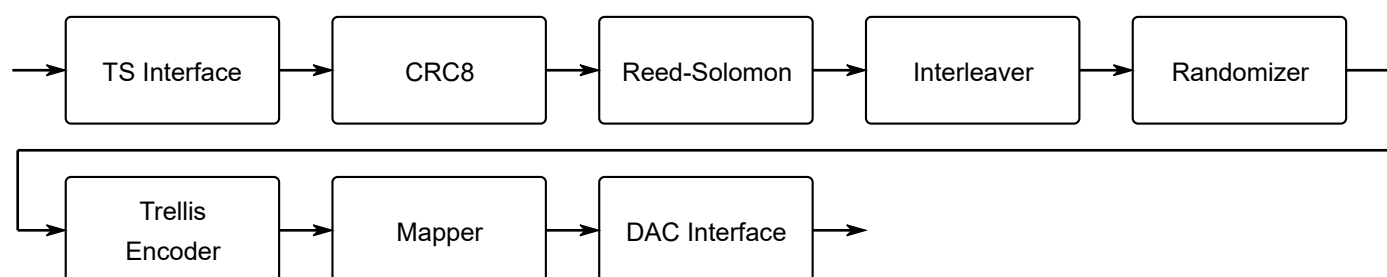 TS Interface
CRC8
Reed-Solomon
Interleaver
Randomizer
Trellis
Encoder
Mapper
DAC Interface